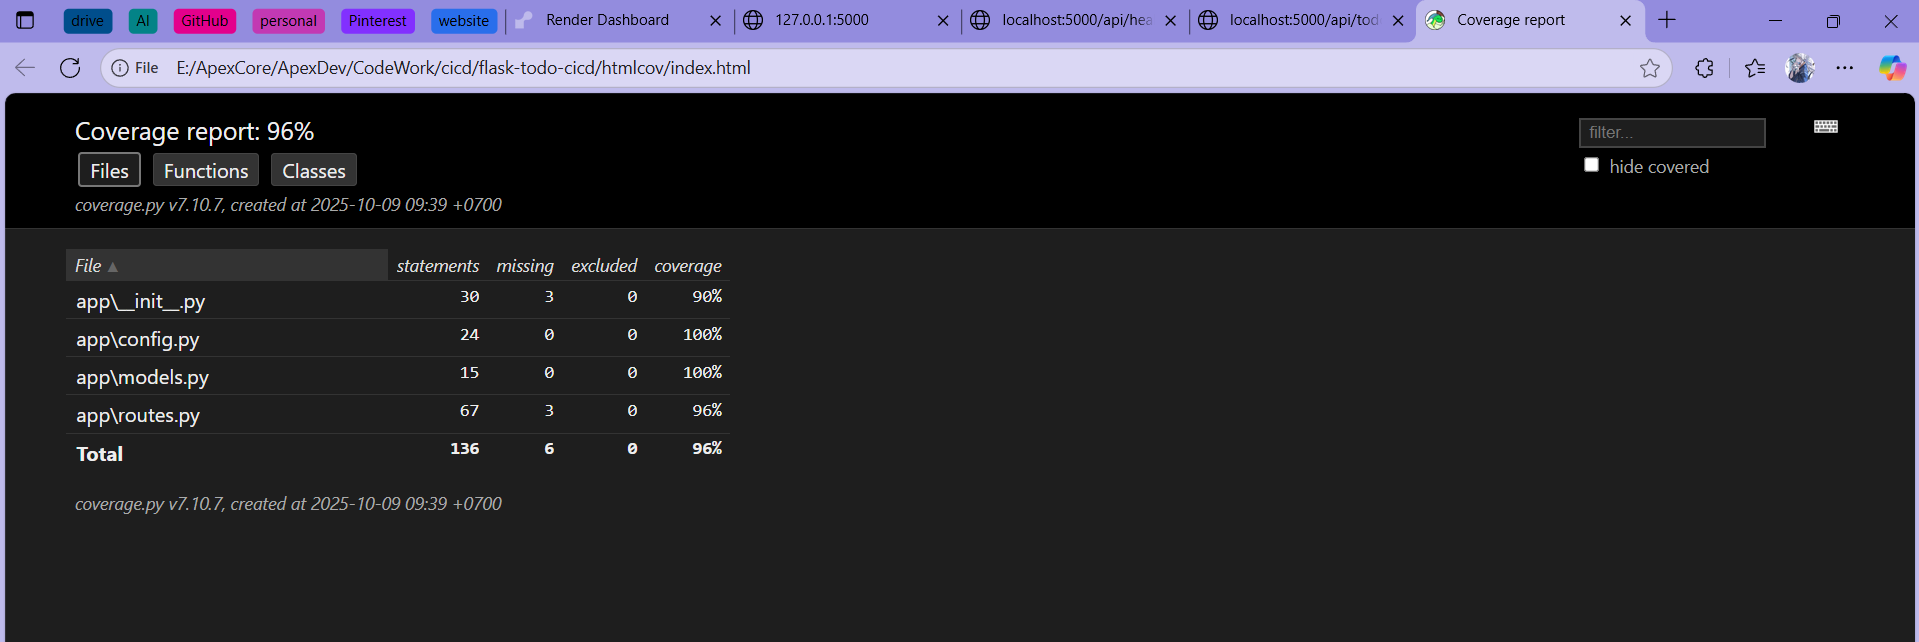 drive AI GitHub personal Pinterest website Render Dashboard 127.0.0.1:5000 localhost:5000/api/hea localhost:5000/api/tod Coverage report
File E:/ApexCore/ApexDev/CodeWork/cicd/flask-todo-cicd/htmlcov/index.html
Coverage report: 96%
filter...
Files Functions Classes
hide covered
coverage.py v7.10.7, created at 2025-10-09 09:39 +0700
File ▲ statements missing excluded coverage
app\__init__.py 30 3 0 90%
app\config.py 24 0 0 100%
app\models.py 15 0 0 100%
app\routes.py 67 3 0 96%
Total 136 6 0 96%
coverage.py v7.10.7, created at 2025-10-09 09:39 +0700